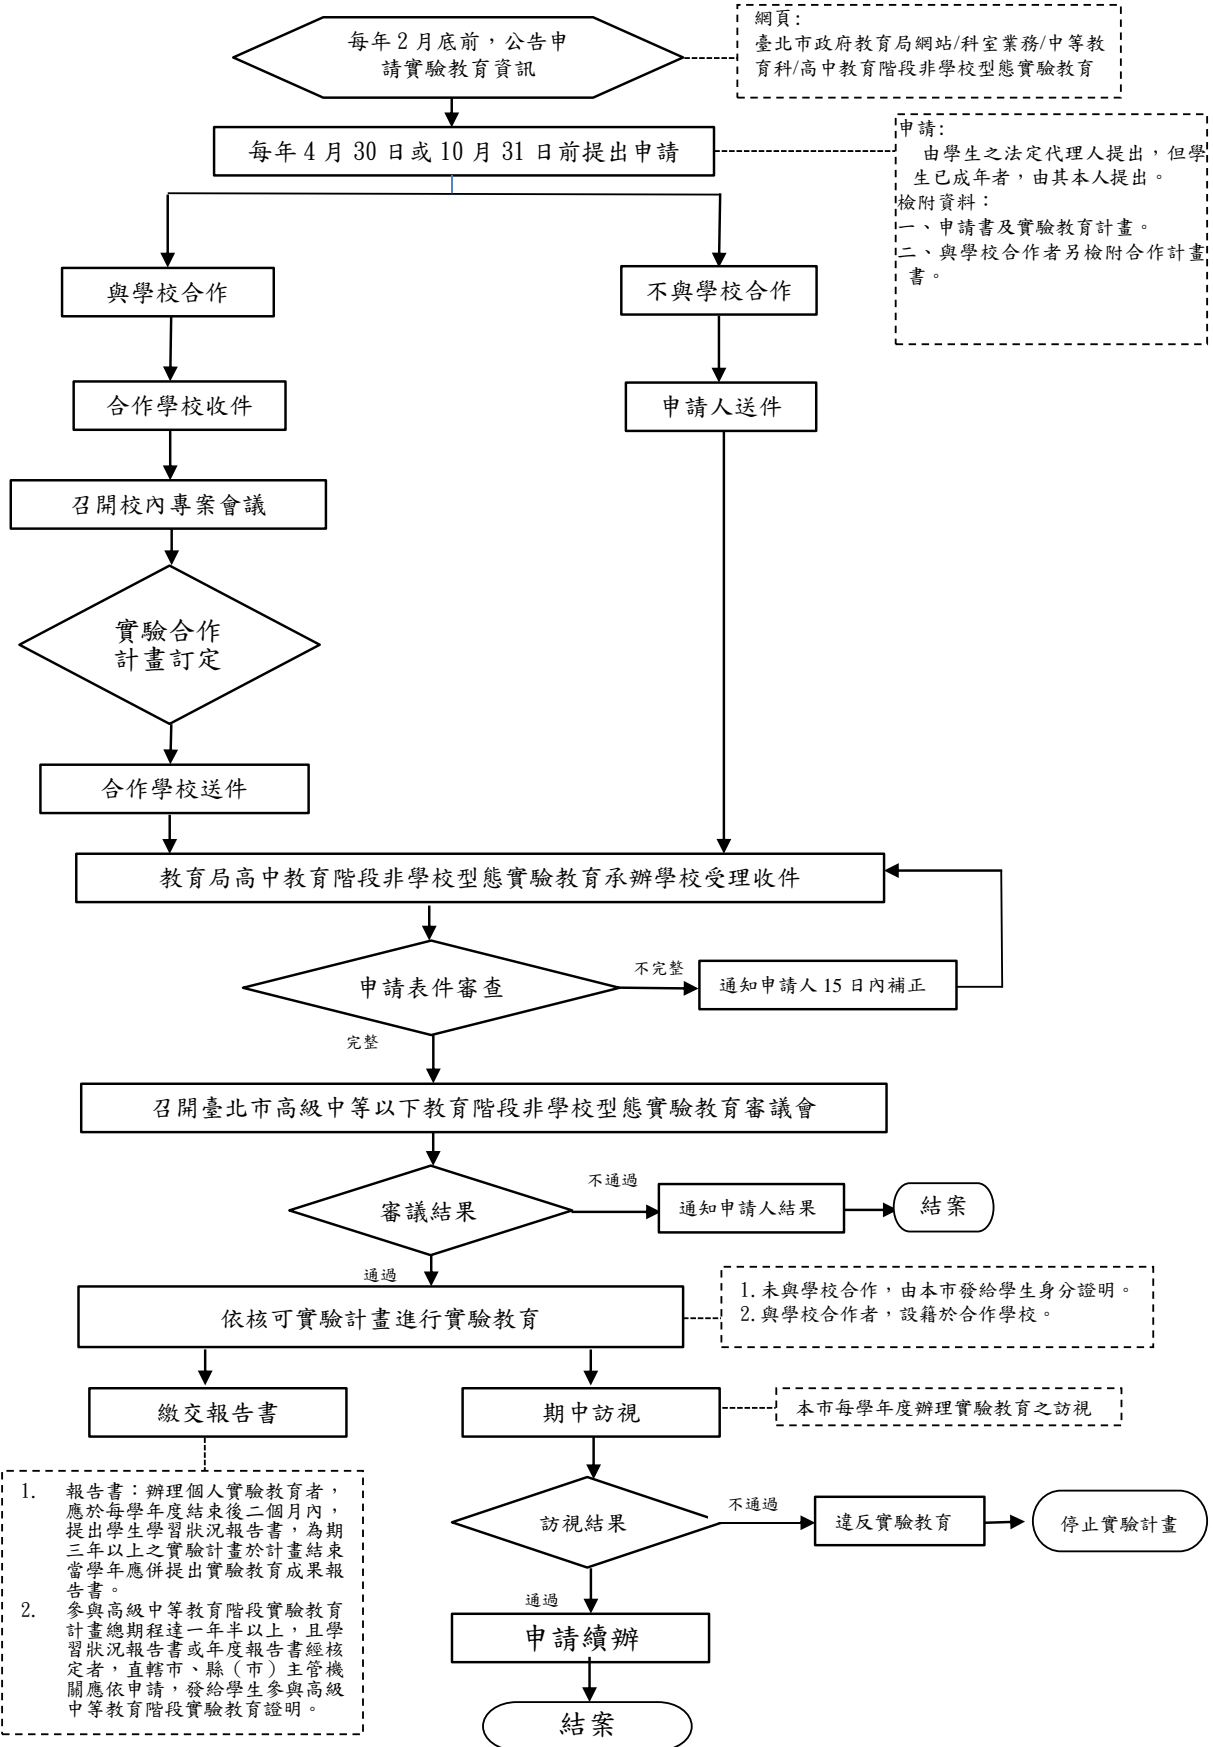 每年 2 月底前，公告申
請實驗教育資訊
網頁:
臺北市政府教育局網站/科室業務/中等教
育科/高中教育階段非學校型態實驗教育
每年 4 月 30 日或 10 月 31 日前提出申請
申請:
由學生之法定代理人提出，但學
生已成年者，由其本人提出。
檢附資料：
一、申請書及實驗教育計畫。
二、與學校合作者另檢附合作計畫
書。
與學校合作
不與學校合作
合作學校收件
申請人送件
召開校內專案會議
實驗合作
計畫訂定
合作學校送件
教育局高中教育階段非學校型態實驗教育承辦學校受理收件
申請表件審查
不完整
通知申請人 15 日內補正
完整
召開臺北市高級中等以下教育階段非學校型態實驗教育審議會
審議結果
不通過
通知申請人結果
結案
通過
依核可實驗計畫進行實驗教育
1.未與學校合作，由本市發給學生身分證明。
2.與學校合作者，設籍於合作學校。
繳交報告書
期中訪視
本市每學年度辦理實驗教育之訪視
1. 報告書：辦理個人實驗教育者，
應於每學年度結束後二個月內，
提出學生學習狀況報告書，為期
三年以上之實驗計畫於計畫結束
當學年應併提出實驗教育成果報
告書。
2. 參與高級中等教育階段實驗教育
計畫總期程達一年半以上，且學
習狀況報告書或年度報告書經核
定者，直轄市、縣（市）主管機
關應依申請，發給學生參與高級
中等教育階段實驗教育證明。
訪視結果
不通過
違反實驗教育
停止實驗計畫
通過
申請續辦
結案